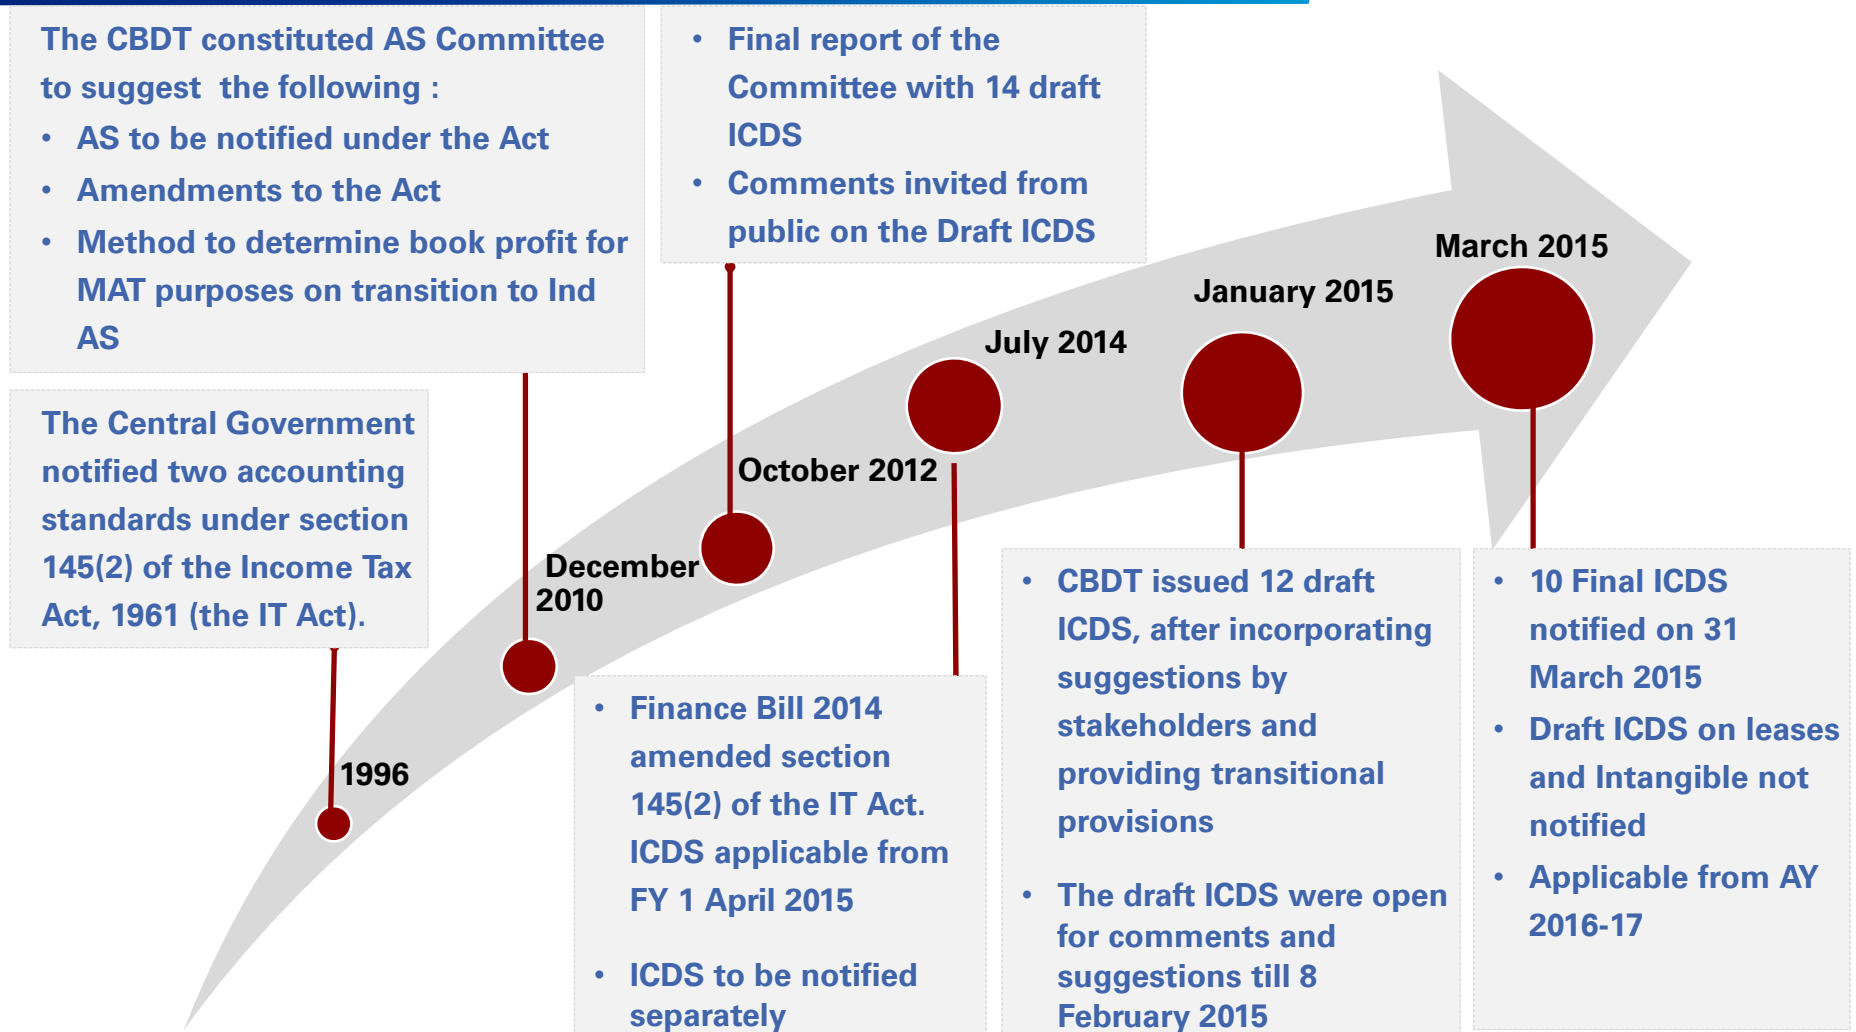 The CBDT constituted AS Committee
to suggest the following :
• AS to be notified under the Act
• Amendments to the Act
• Method to determine book profit for
MAT purposes on transition to Ind
AS
• Final report of the
Committee with 14 draft
ICDS
• Comments invited from
public on the Draft ICDS
The Central Government
notified two accounting
standards under section
145(2) of the Income Tax
Act, 1961 (the IT Act).
1996
December
2010
October 2012
July 2014
January 2015
March 2015
• Finance Bill 2014
amended section
145(2) of the IT Act.
ICDS applicable from
FY 1 April 2015
• ICDS to be notified
separately
• CBDT issued 12 draft
ICDS, after incorporating
suggestions by
stakeholders and
providing transitional
provisions
• The draft ICDS were open
for comments and
suggestions till 8
February 2015
• 10 Final ICDS
notified on 31
March 2015
• Draft ICDS on leases
and Intangible not
notified
• Applicable from AY
2016-17